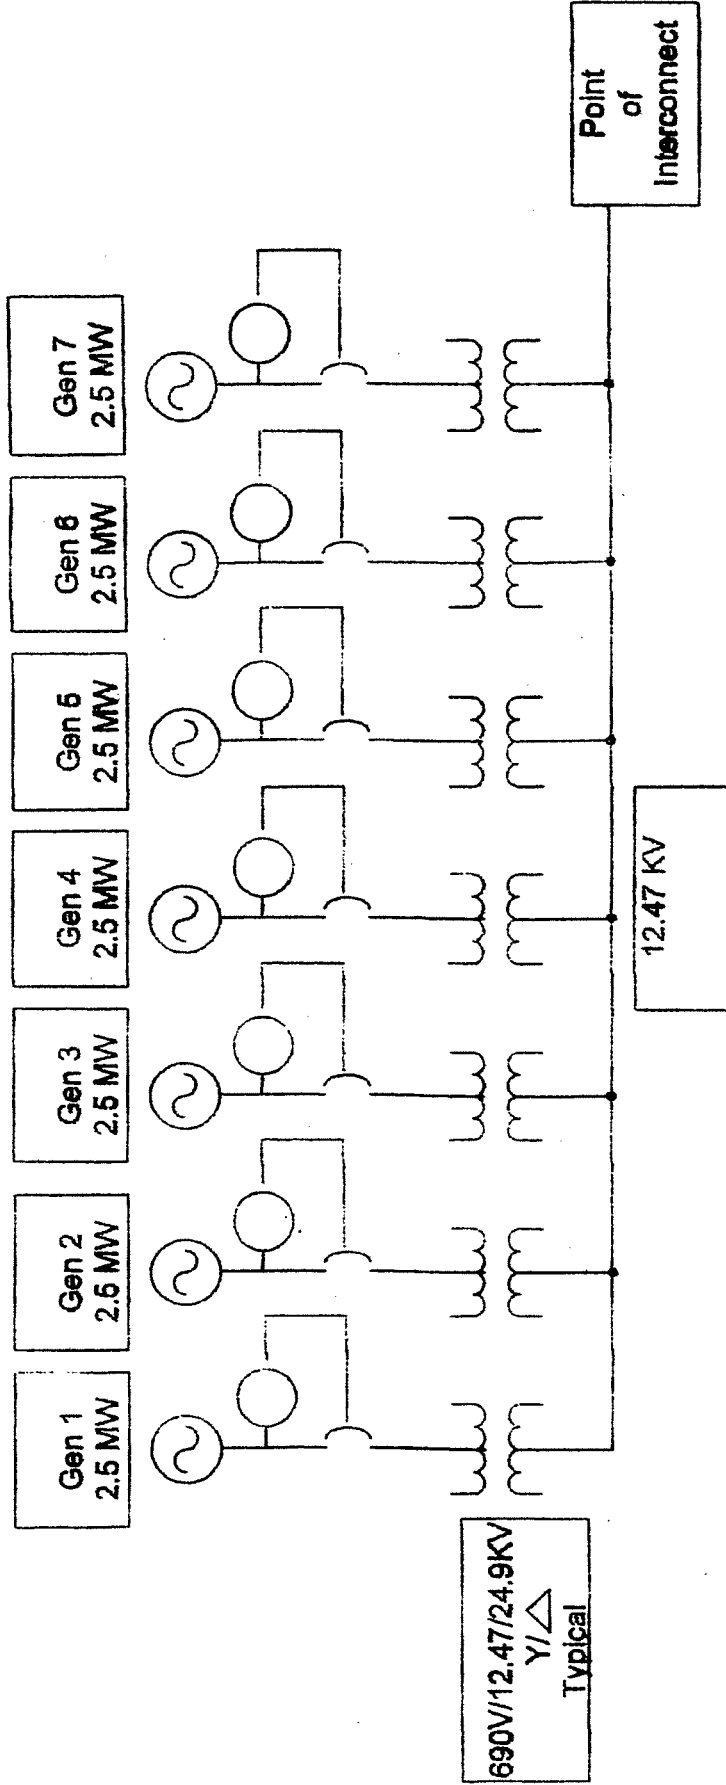 Gen 1
2.5 MW
Gen 2
2.5 MW
Gen 3
2.5 MW
Gen 4
2.5 MW
Gen 5
2.5 MW
Gen 6
2.5 MW
Gen 7
2.5 MW
690V/12.47/24.9KV
Y/△
Typical
12.47 KV
Point
of
Interconnect